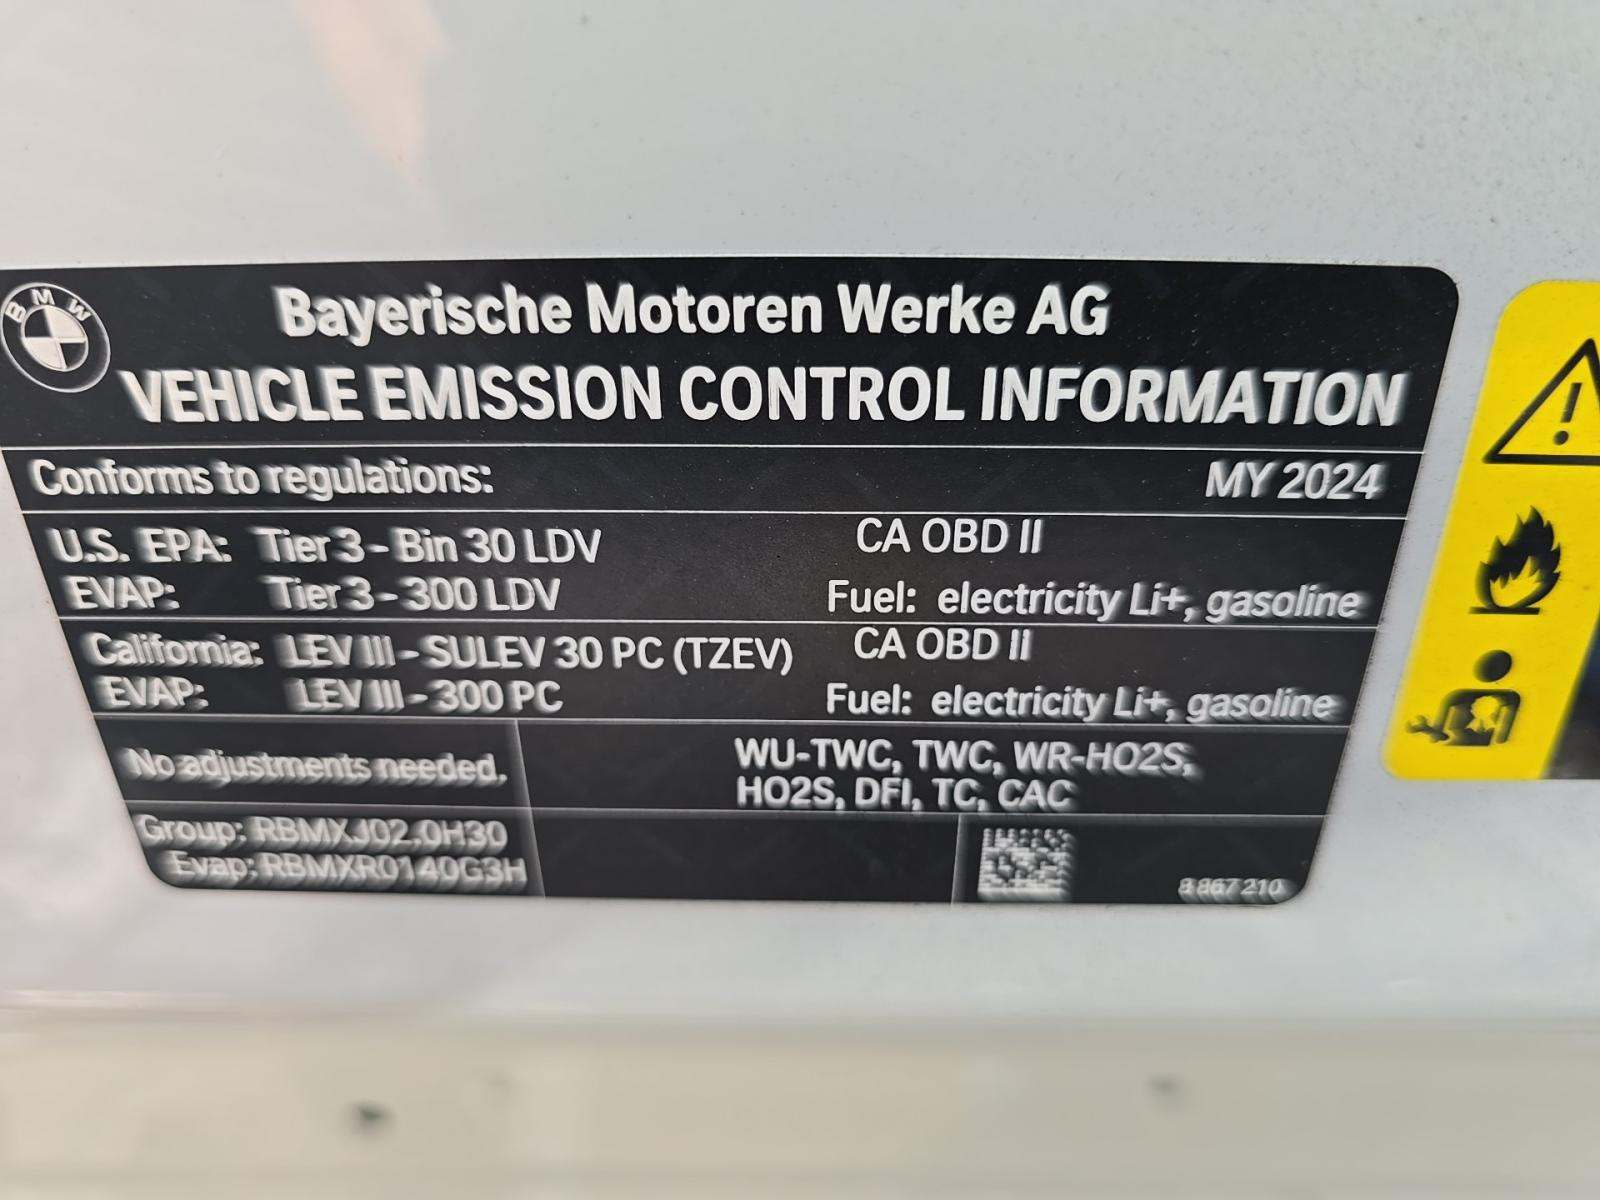 BMW
Bayerische Motoren Werke AG
VEHICLE EMISSION CONTROL INFORMATION
Conforms to regulations: MY 2024
U.S. EPA: Tier 3 - Bin 30 LDV CA OBD II
EVAP: Tier 3 - 300 LDV Fuel: electricity Li+, gasoline
California: LEV III - SULEV 30 PC (TZEV) CA OBD II
EVAP: LEV III - 300 PC Fuel: electricity Li+, gasoline
No adjustments needed.
WU-TWC, TWC, WR-HO2S,
HO2S, DFI, TC, CAC
Group: RBMXJ02.0H30
Evap: RBMXR0140G3H
8 867 210